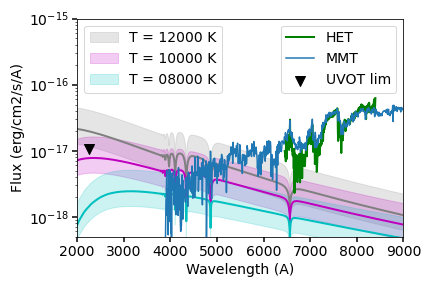 10⁻¹⁵
10⁻¹⁶
10⁻¹⁷
10⁻¹⁸
Flux (erg/cm2/s/A)
T = 12000 K
T = 10000 K
T = 08000 K
HET
MMT
UVOT lim
2000 3000 4000 5000 6000 7000 8000 9000
Wavelength (A)